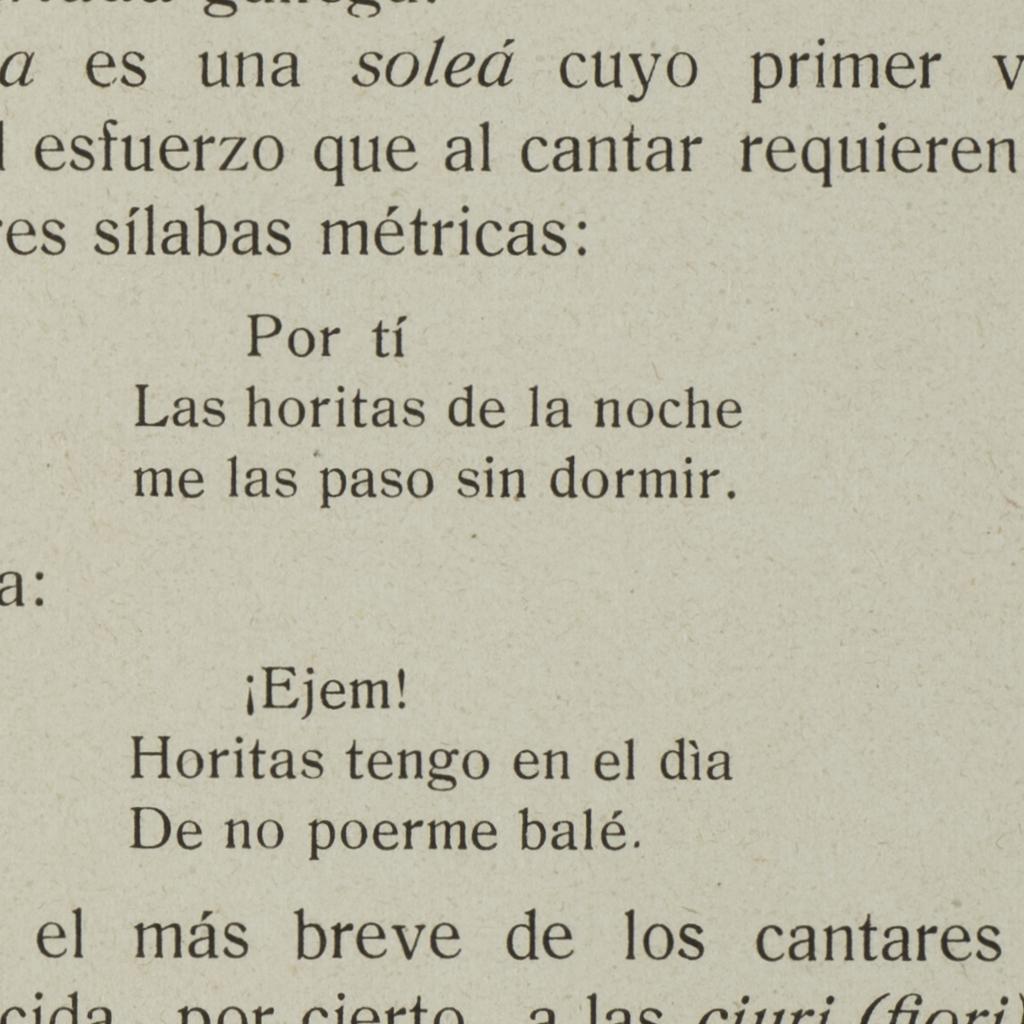 gallega.
a es una soleá cuyo primer v
l esfuerzo que al cantar requieren
res sílabas métricas:
Por tí
Las horitas de la noche
me las paso sin dormir.
a:
¡Ejem!
Horitas tengo en el dìa
De no poerme balé.
el más breve de los cantares
cida, por cierto, a las ciuri (fiori)